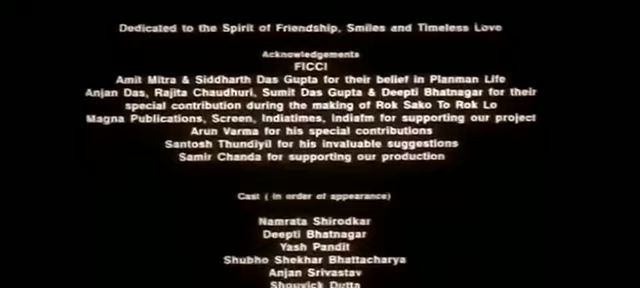 Dedicated to the Spirit of Friendship, Smiles and Timeless Love
Acknowledgements
FICCI
Amit Mitra & Siddharth Das Gupta for their belief in Planman Life
Anjan Das, Rajita Chaudhuri, Sumit Das Gupta & Deepti Bhatnagar for their
special contribution during the making of Rok Sako To Rok Lo
Magna Publications, Screen, Indiatimes, Indiafm for supporting our project
Arun Varma for his special contributions
Santosh Thundiyil for his invaluable suggestions
Samir Chanda for supporting our production
Cast ( in order of appearance)
Namrata Shirodkar
Deepti Bhatnagar
Yash Pandit
Shubho Shekhar Bhattacharya
Anjan Srivastav
Shouvick Dutta